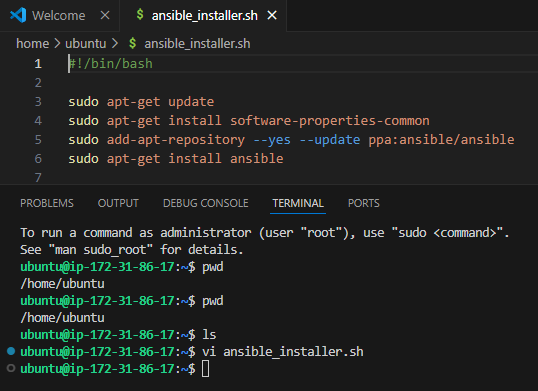 Welcome
$ ansible_installer.sh ×
home > ubuntu > $ ansible_installer.sh
1 #!/bin/bash
2
3 sudo apt-get update
4 sudo apt-get install software-properties-common
5 sudo add-apt-repository --yes --update ppa:ansible/ansible
6 sudo apt-get install ansible
7
PROBLEMS OUTPUT DEBUG CONSOLE TERMINAL PORTS
To run a command as administrator (user "root"), use "sudo <command>".
See "man sudo_root" for details.
ubuntu@ip-172-31-86-17:~$ pwd
/home/ubuntu
ubuntu@ip-172-31-86-17:~$ pwd
/home/ubuntu
ubuntu@ip-172-31-86-17:~$ ls
ubuntu@ip-172-31-86-17:~$ vi ansible_installer.sh
ubuntu@ip-172-31-86-17:~$